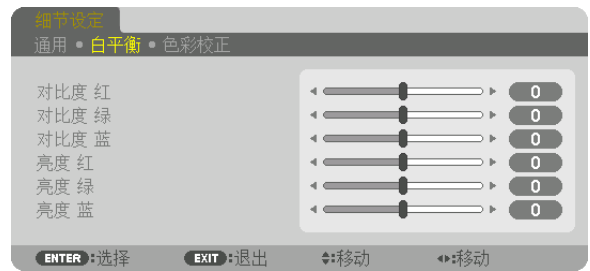 细节设定
通用 • 白平衡 • 色彩校正
对比度 红 0
对比度 绿 0
对比度 蓝 0
亮度 红 0
亮度 绿 0
亮度 蓝 0
ENTER:选择 EXIT:退出 :移动 :移动